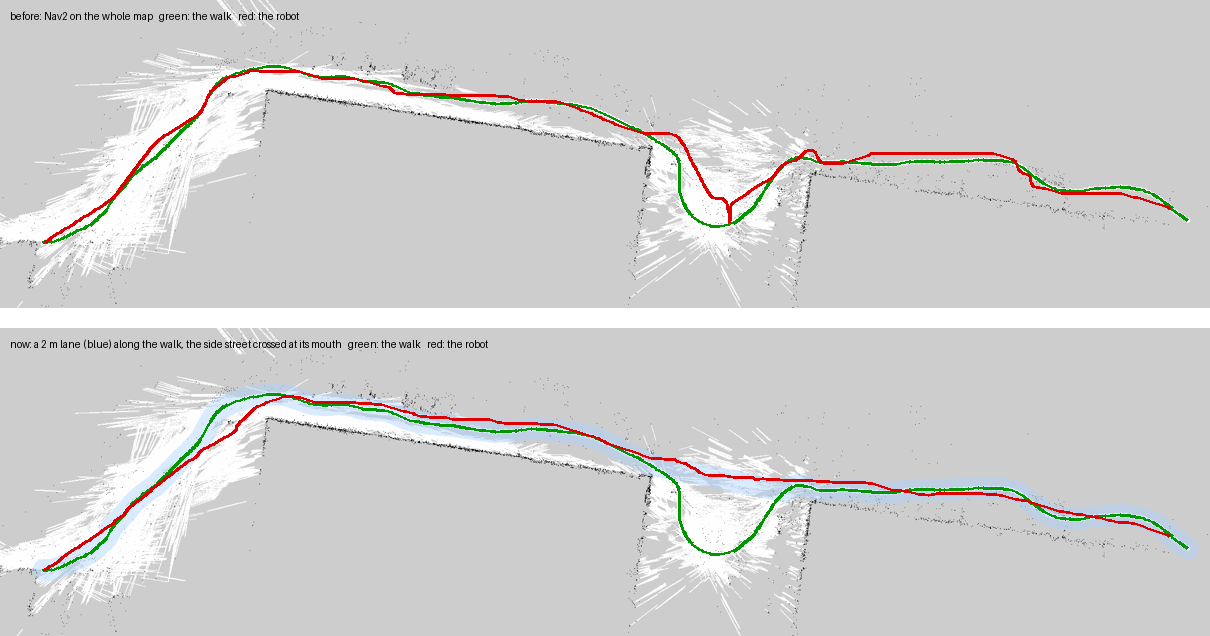 before: Nav2 on the whole map  green: the walk  red: the robot
now: a 2 m lane (blue) along the walk, the side street crossed at its mouth  green: the walk  red: the robot